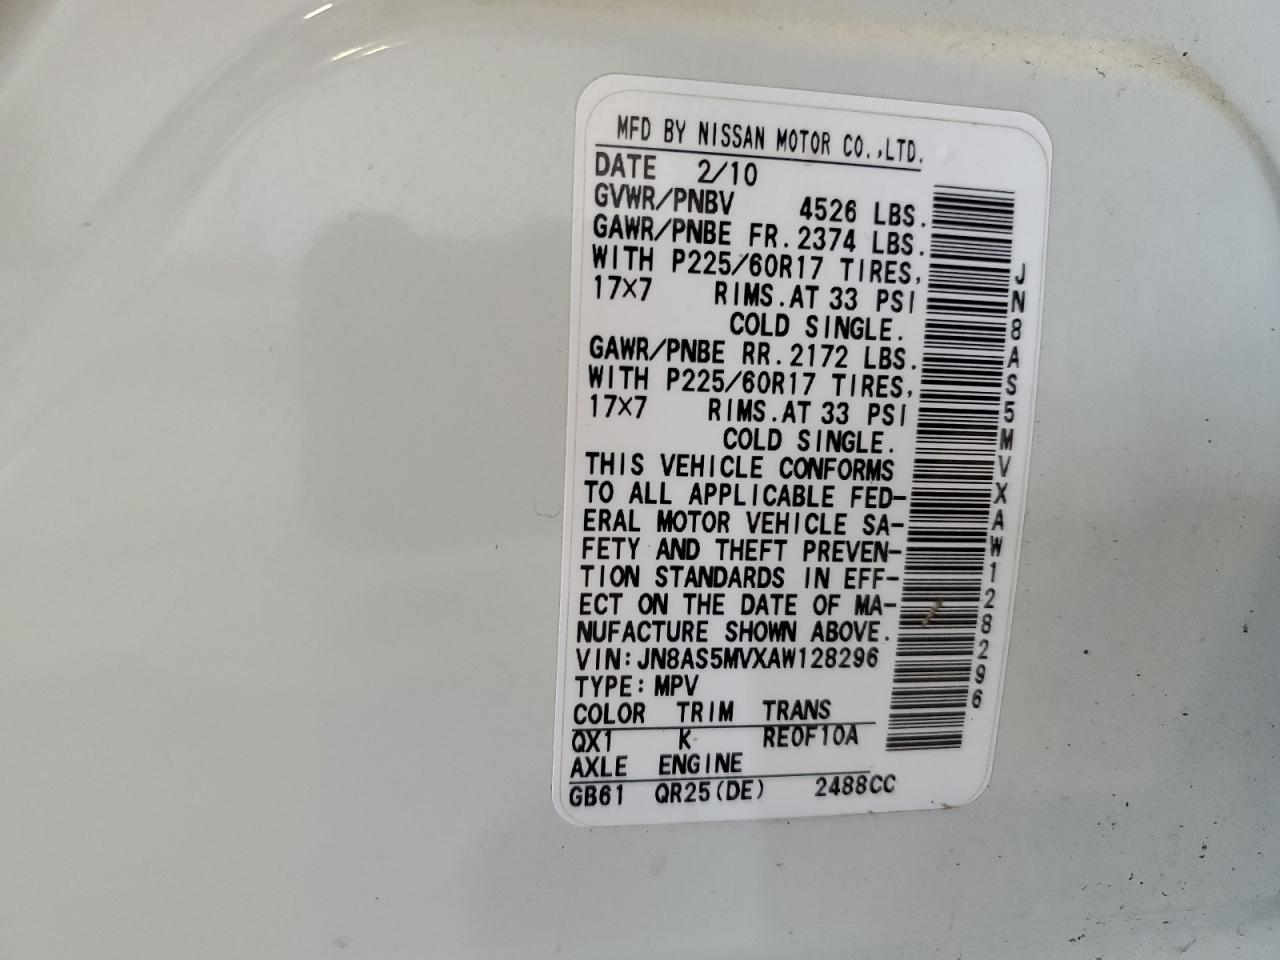 MFD BY NISSAN MOTOR CO.,LTD.
DATE 2/10
GVWR/PNBV 4526 LBS.
GAWR/PNBE FR. 2374 LBS.
WITH P225/60R17 TIRES,
17X7 RIMS.AT 33 PSI
COLD SINGLE.
GAWR/PNBE RR. 2172 LBS.
WITH P225/60R17 TIRES,
17X7 RIMS.AT 33 PSI
COLD SINGLE.
THIS VEHICLE CONFORMS
TO ALL APPLICABLE FED-
ERAL MOTOR VEHICLE SA-
FETY AND THEFT PREVEN-
TION STANDARDS IN EFF-
ECT ON THE DATE OF MA-
NUFACTURE SHOWN ABOVE.
VIN:JN8AS5MVXAW128296
TYPE:MPV
COLOR TRIM TRANS
QX1 K RE0F10A
AXLE ENGINE
GB61 QR25(DE) 2488CC
JN8AS5MVXAW128296